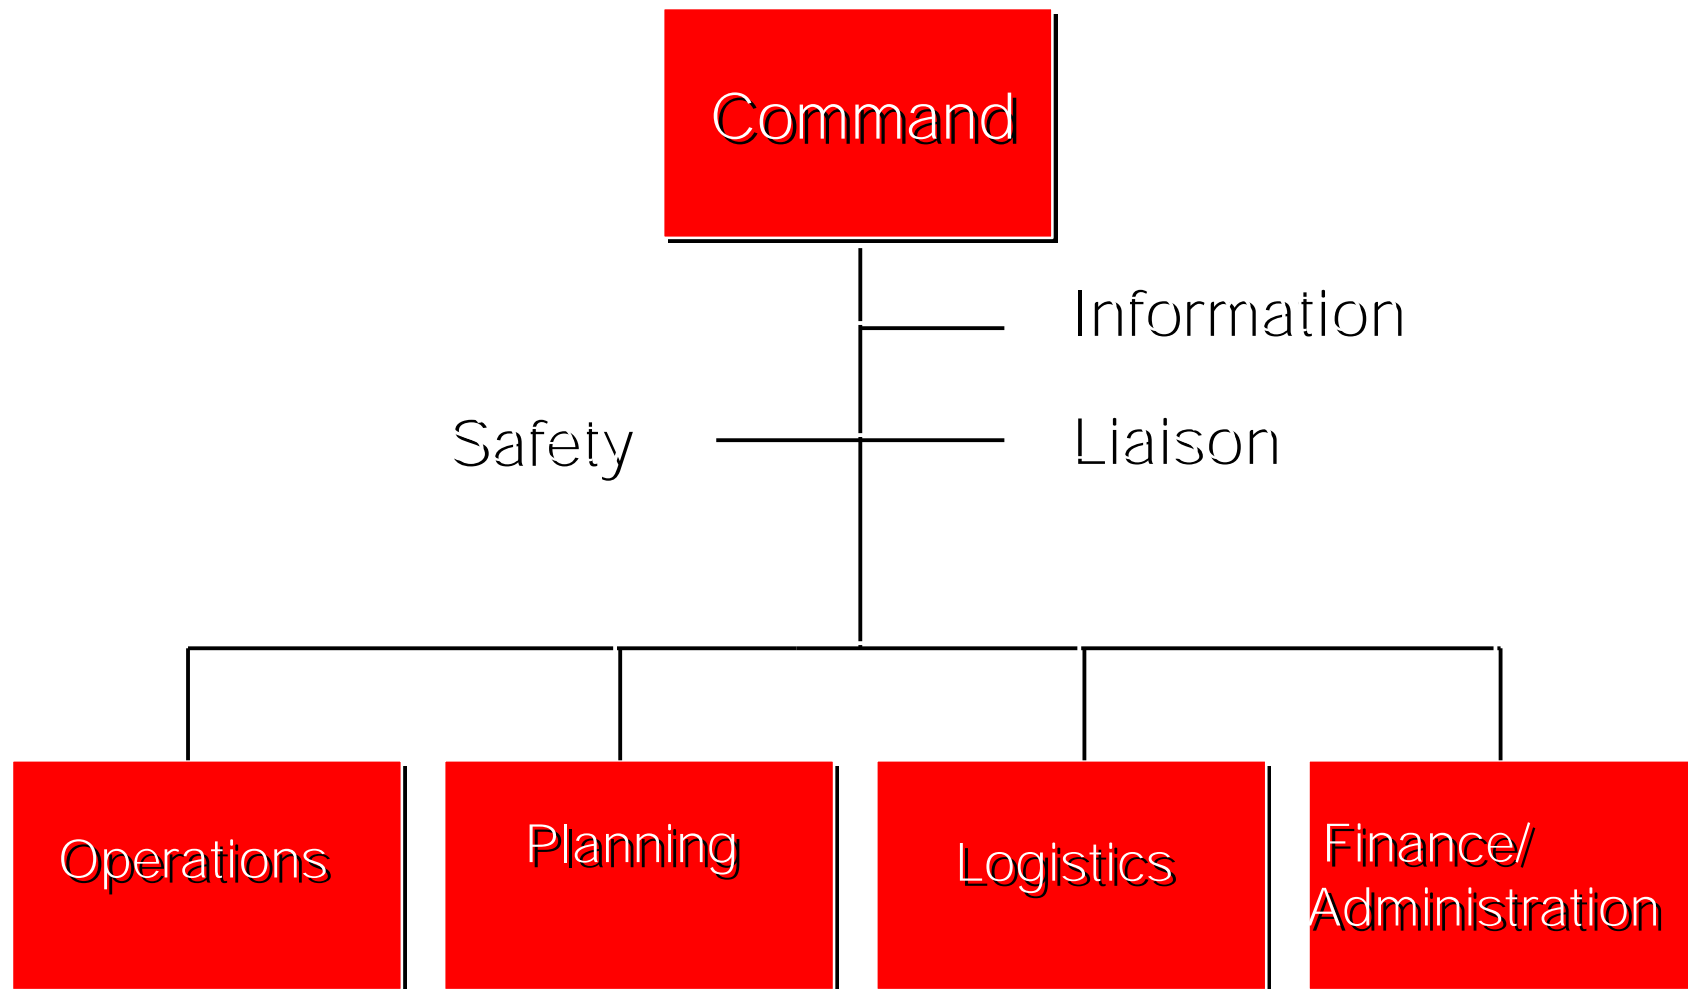 Command
Information
Safety
Liaison
Operations
Planning
Logistics
Finance/
Administration